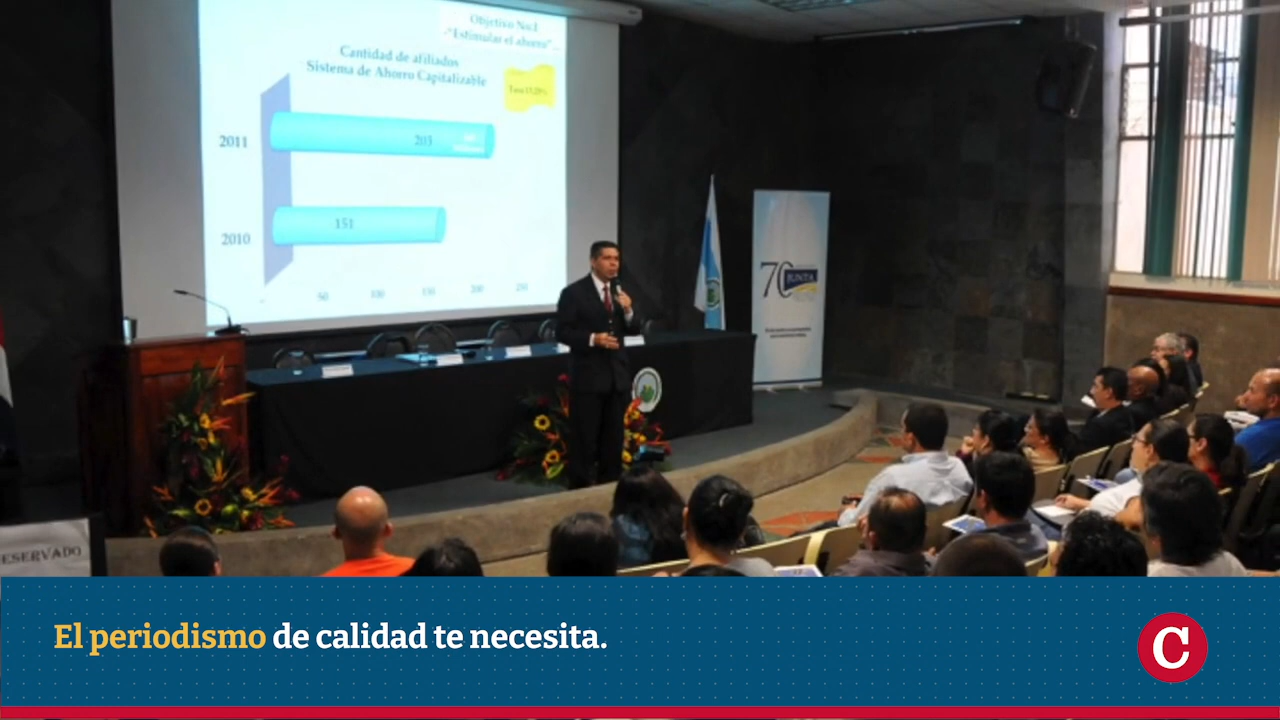 Objetivo No.1
-"Estimular el ahorro"...
Cantidad de afiliados
Sistema de Ahorro Capitalizable
2011
203
2010
151
50
100
150
200
250
70
JUNTA
ESERVADO
El periodismo de calidad te necesita.
C